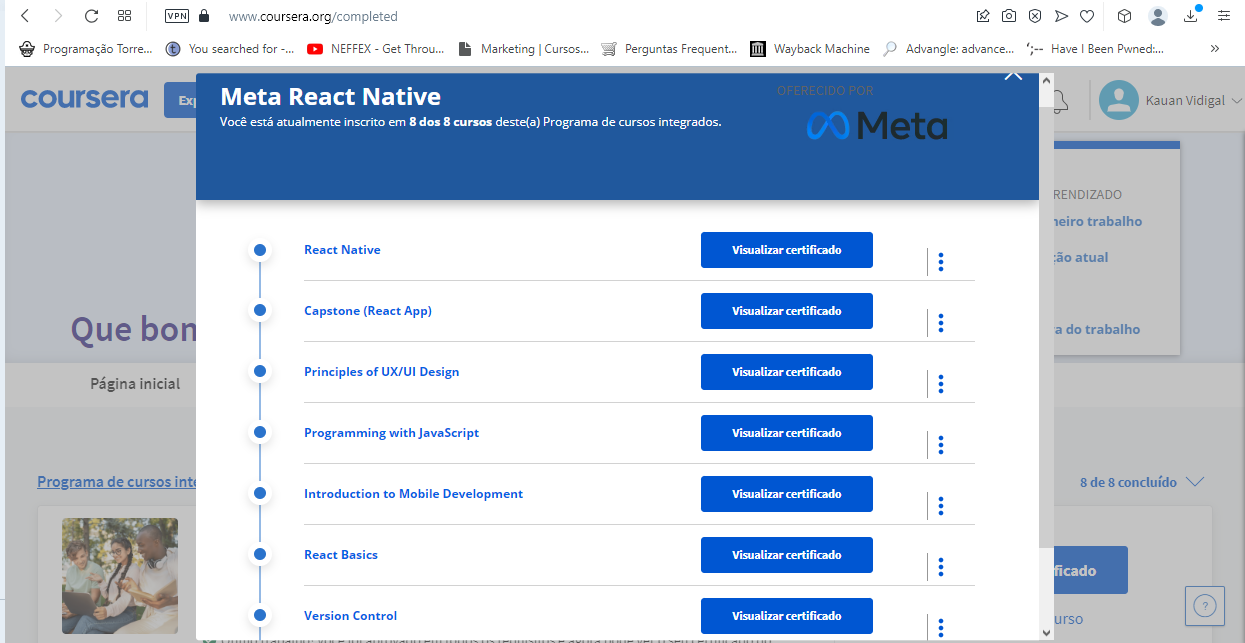 VPN
www.coursera.org/completed
Programação Torre...
You searched for -...
NEFFEX - Get Throu...
Marketing | Cursos...
Perguntas Frequent...
Wayback Machine
Advangle: advance...
Have I Been Pwned:...
»
coursera
Exp
Kauan Vidigal
Meta React Native
Você está atualmente inscrito em 8 dos 8 cursos deste(a) Programa de cursos integrados.
OFERECIDO POR
Meta
RENDIZADO
neiro trabalho
ão atual
a do trabalho
Que bon
Página inicial
React Native
Visualizar certificado
Capstone (React App)
Visualizar certificado
Principles of UX/UI Design
Visualizar certificado
Programming with JavaScript
Visualizar certificado
Programa de cursos inte
Introduction to Mobile Development
Visualizar certificado
8 de 8 concluído
React Basics
Visualizar certificado
ficado
Version Control
Visualizar certificado
urso
?